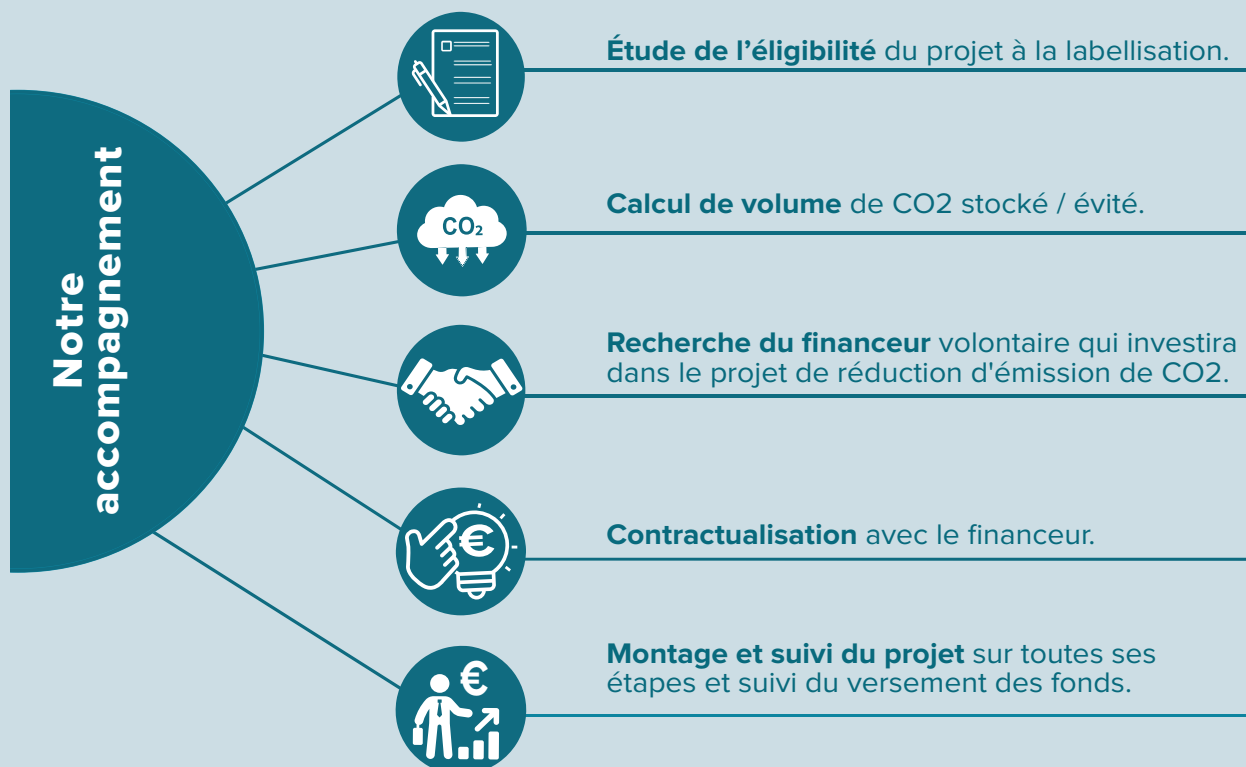 Notre
accompagnement
Étude de l’éligibilité du projet à la labellisation.
CO₂
Calcul de volume de CO2 stocké / évité.
Recherche du financeur volontaire qui investira
dans le projet de réduction d'émission de CO2.
€
Contractualisation avec le financeur.
€
Montage et suivi du projet sur toutes ses
étapes et suivi du versement des fonds.